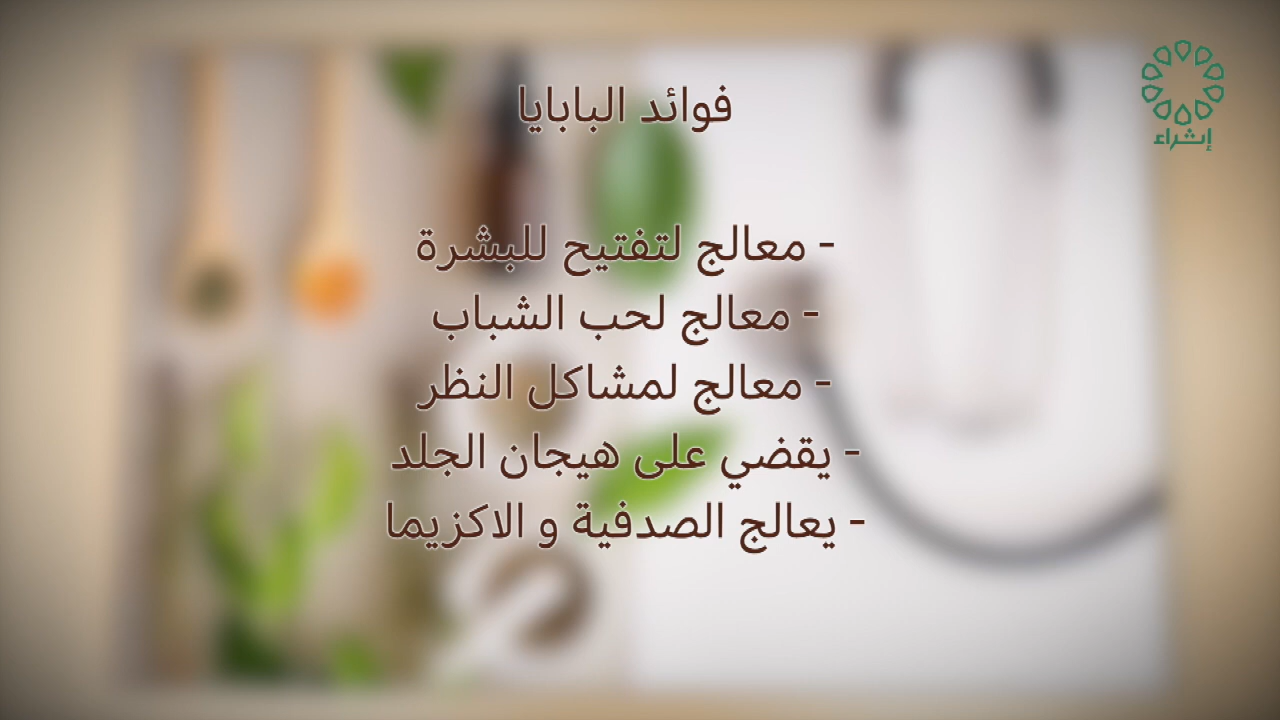 إثراء
فوائد البابايا
- معالج لتفتيح للبشرة
- معالج لحب الشباب
- معالج لمشاكل النظر
- يقضي على هيجان الجلد
- يعالج الصدفية و الاكزيما